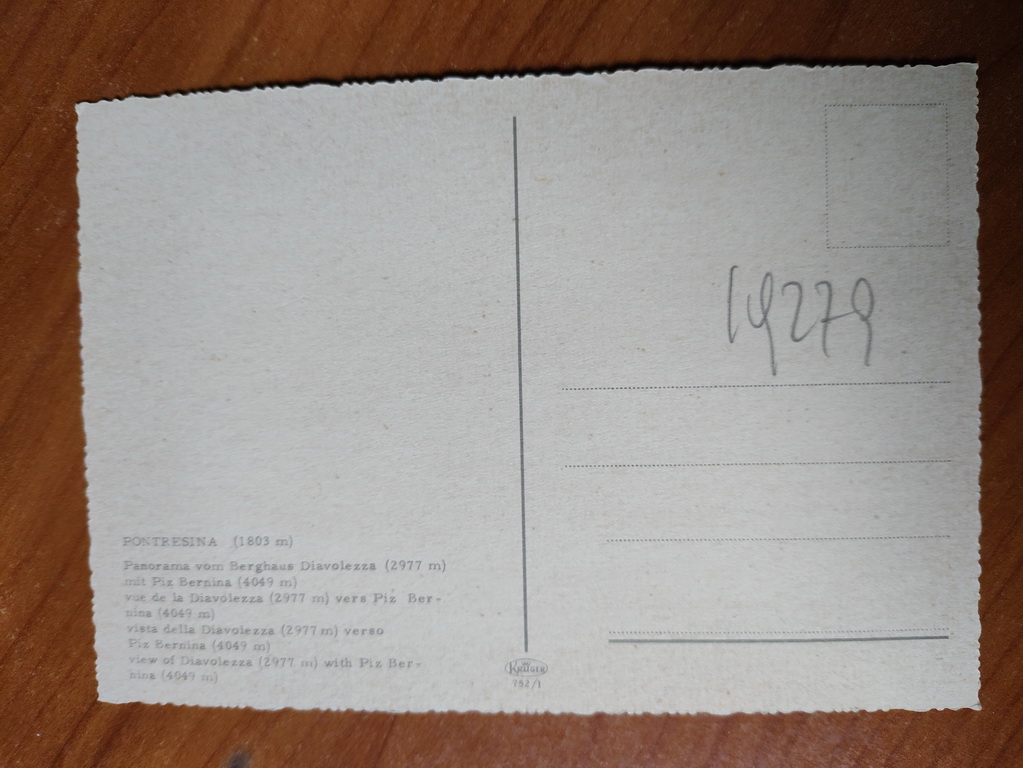 19279
PONTRESINA (1803 m)
Panorama vom Berghaus Diavolezza (2977 m)
mit Piz Bernina (4049 m)
vue de la Diavolezza (2977 m) vers Piz Ber-
nina (4049 m)
vista della Diavolezza (2977 m) verso
Piz Bernina (4049 m)
view of Diavolezza (2977 m) with Piz Ber-
nina (4049 m)
752/1